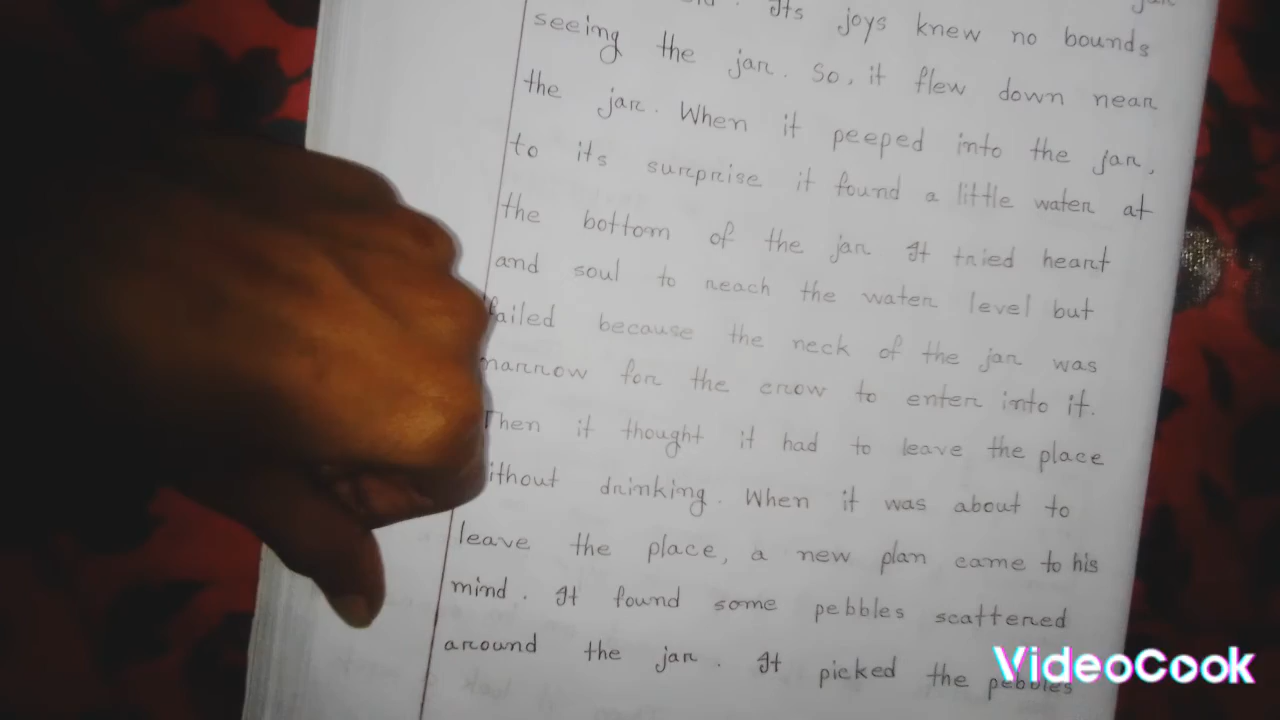 Its joys knew no bounds
seeing the jar. So, it flew down near
the jar. When it peeped into the jar,
to its surprise it found a little water at
the bottom of the jar It tried heart
and soul to reach the water level but
failed because the neck of the jar was
narrow for the crow to enter into it.
Then it thought it had to leave the place
ithout drinking. When it was about to
leave the place, a new plan came to his
mind. It found some pebbles scattered
around the jar. It picked the pebbles
VideoCook